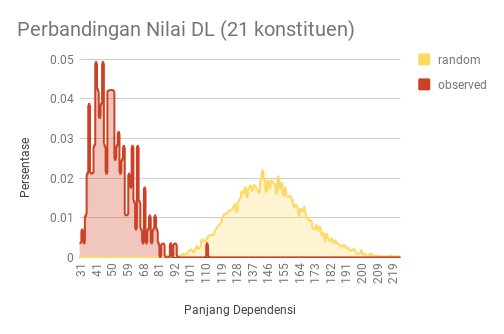 Perbandingan Nilai DL (21 konstituen)
random
observed
0.05
0.04
0.03
0.02
0.01
0
Persentase
31 41 50 59 68 81 92 101 110 119 128 137 146 155 164 173 182 191 200 209 219
Panjang Dependensi